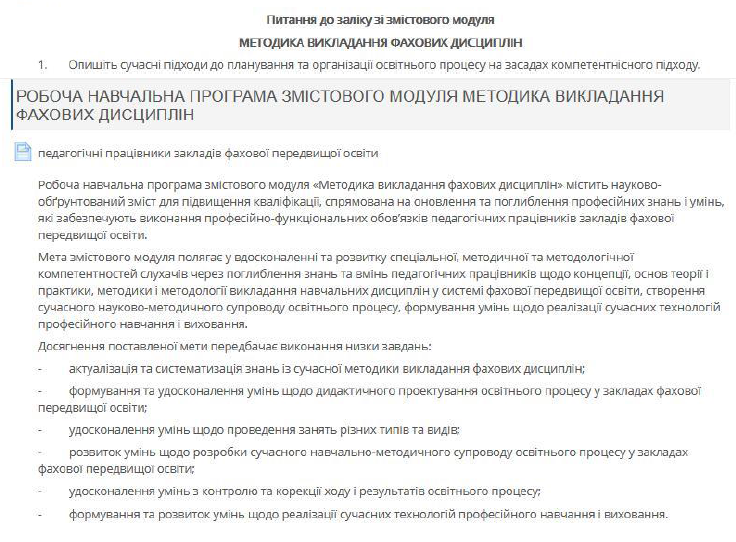 Питання до заліку зі змістового модуля
МЕТОДИКА ВИКЛАДАННЯ ФАХОВИХ ДИСЦИПЛІН
1. Опишіть сучасні підходи до планування та організації освітнього процесу на засадах компетентнісного підходу.
РОБОЧА НАВЧАЛЬНА ПРОГРАМА ЗМІСТОВОГО МОДУЛЯ МЕТОДИКА ВИКЛАДАННЯ
ФАХОВИХ ДИСЦИПЛІН
педагогічні працівники закладів фахової передвищої освіти
Робоча навчальна програма змістового модуля «Методика викладання фахових дисциплін» містить науково-
обґрунтований зміст для підвищення кваліфікації, спрямована на оновлення та поглиблення професійних знань і умінь,
які забезпечують виконання професійно-функціональних обов’язків педагогічних працівників закладів фахової
передвищої освіти.
Мета змістового модуля полягає у вдосконаленні та розвитку спеціальної, методичної та методологічної
компетентностей слухачів через поглиблення знань та вмінь педагогічних працівників щодо концепції, основ теорії і
практики, методики і методології викладання навчальних дисциплін у системі фахової передвищої освіти, створення
сучасного науково-методичного супроводу освітнього процесу, формування умінь щодо реалізації сучасних технологій
професійного навчання і виховання.
Досягнення поставленої мети передбачає виконання низки завдань:
- актуалізація та систематизація знань із сучасної методики викладання фахових дисциплін;
- формування та удосконалення умінь щодо дидактичного проектування освітнього процесу у закладах фахової
передвищої освіти;
- удосконалення умінь щодо проведення занять різних типів та видів;
- розвиток умінь щодо розробки сучасного навчально-методичного супроводу освітнього процесу у закладах
фахової передвищої освіти;
- удосконалення умінь з контролю та корекції ходу і результатів освітнього процесу;
- формування та розвиток умінь щодо реалізації сучасних технологій професійного навчання і виховання.